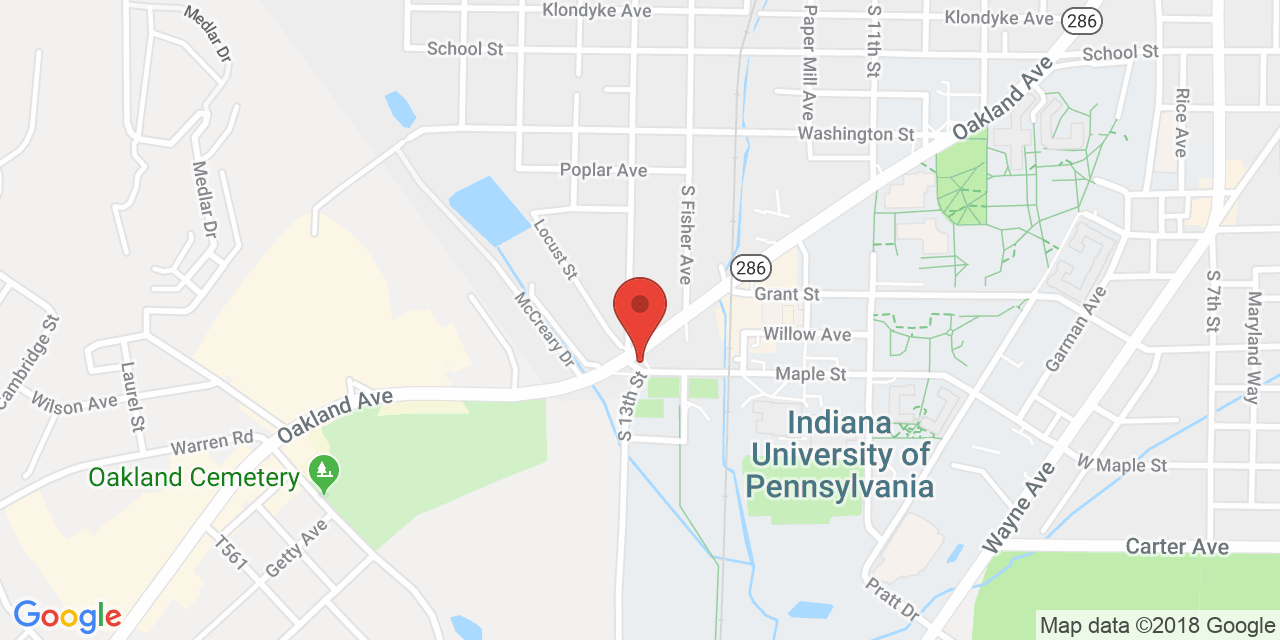 Klondyke Ave
Klondyke Ave
286
Medlar Dr
School St
School St
S 11th St
Paper Mill Ave
Oakland Ave
Rice Ave
Washington St
Medlar Dr
Poplar Ave
S Fisher Ave
Locust St
286
Grant St
S 7th St
Maryland Way
McCreary Dr
Willow Ave
Garman Ave
Cambridge St
Laurel St
Maple St
Wilson Ave
Oakland Ave
S 13th St
Warren Rd
Indiana
University of
Pennsylvania
W Maple St
Oakland Cemetery
Wayne Ave
T561
Getty Ave
Carter Ave
Pratt Dr
Google
Map data ©2018 Google